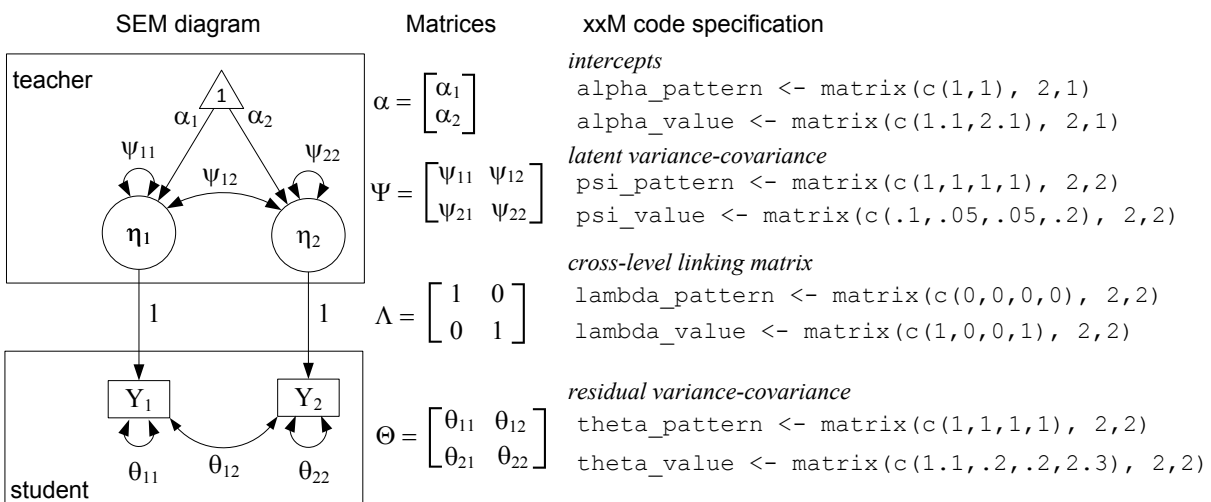 SEM diagram
Matrices
xxM code specification
teacher
1
α₁
α₂
ψ₁₁
ψ₂₂
ψ₁₂
η₁
η₂
1
1
Y₁
Y₂
θ₁₁
θ₁₂
θ₂₂
student
α = [α₁
α₂]
Ψ = [ψ₁₁ ψ₁₂
ψ₂₁ ψ₂₂]
Λ = [1 0
0 1]
Θ = [θ₁₁ θ₁₂
θ₂₁ θ₂₂]
intercepts
alpha_pattern <- matrix(c(1,1), 2,1)
alpha_value <- matrix(c(1.1,2.1), 2,1)
latent variance-covariance
psi_pattern <- matrix(c(1,1,1,1), 2,2)
psi_value <- matrix(c(.1,.05,.05,.2), 2,2)
cross-level linking matrix
lambda_pattern <- matrix(c(0,0,0,0), 2,2)
lambda_value <- matrix(c(1,0,0,1), 2,2)
residual variance-covariance
theta_pattern <- matrix(c(1,1,1,1), 2,2)
theta_value <- matrix(c(1.1,.2,.2,2.3), 2,2)